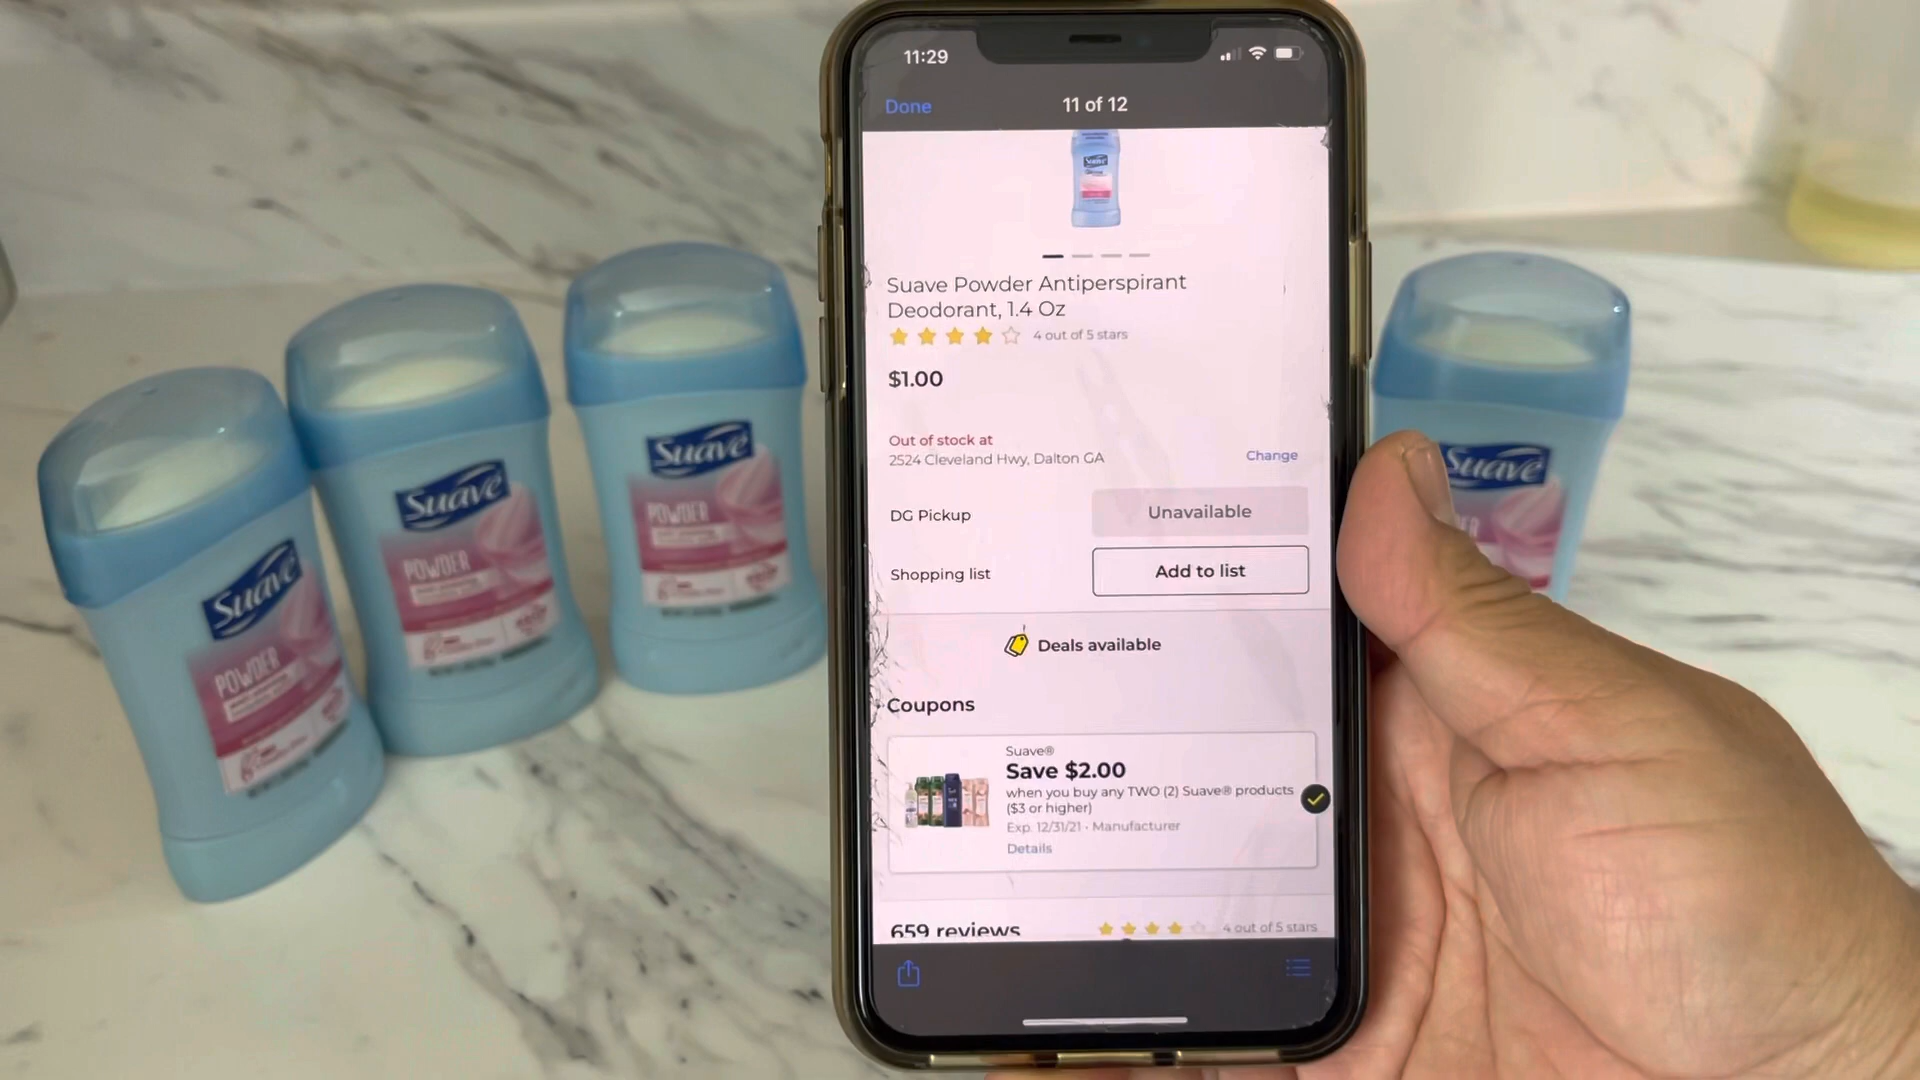 11:29
Done
11 of 12
Suave
Suave Powder Antiperspirant
Deodorant, 1.4 Oz
4 out of 5 stars
$1.00
Out of stock at
2524 Cleveland Hwy, Dalton GA
Change
DG Pickup
Unavailable
Shopping list
Add to list
Deals available
Coupons
Suave®
Save $2.00
when you buy any TWO (2) Suave® products
($3 or higher)
Exp. 12/31/21 · Manufacturer
Details
659 reviews
4 out of 5 stars
Suave
POWDER
Suave
POWDER
Suave
POWDER
Suave